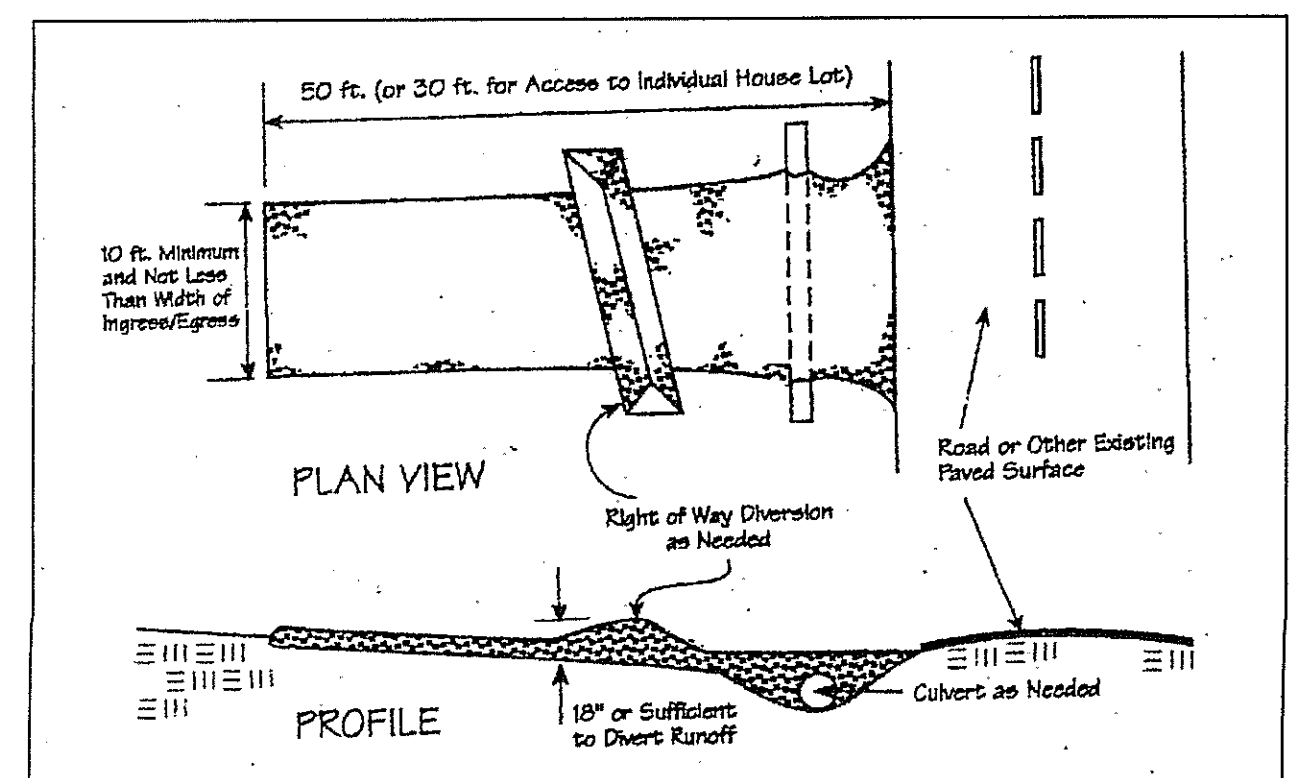 50 ft. (or 30 ft. for Access to Individual House Lot)
10 ft. Minimum
and Not Less
Than Width of
Ingress/Egress
PLAN VIEW
Right of Way Diversion
as Needed
Road or Other Existing
Paved Surface
Culvert as Needed
PROFILE
18" or Sufficient
to Divert Runoff